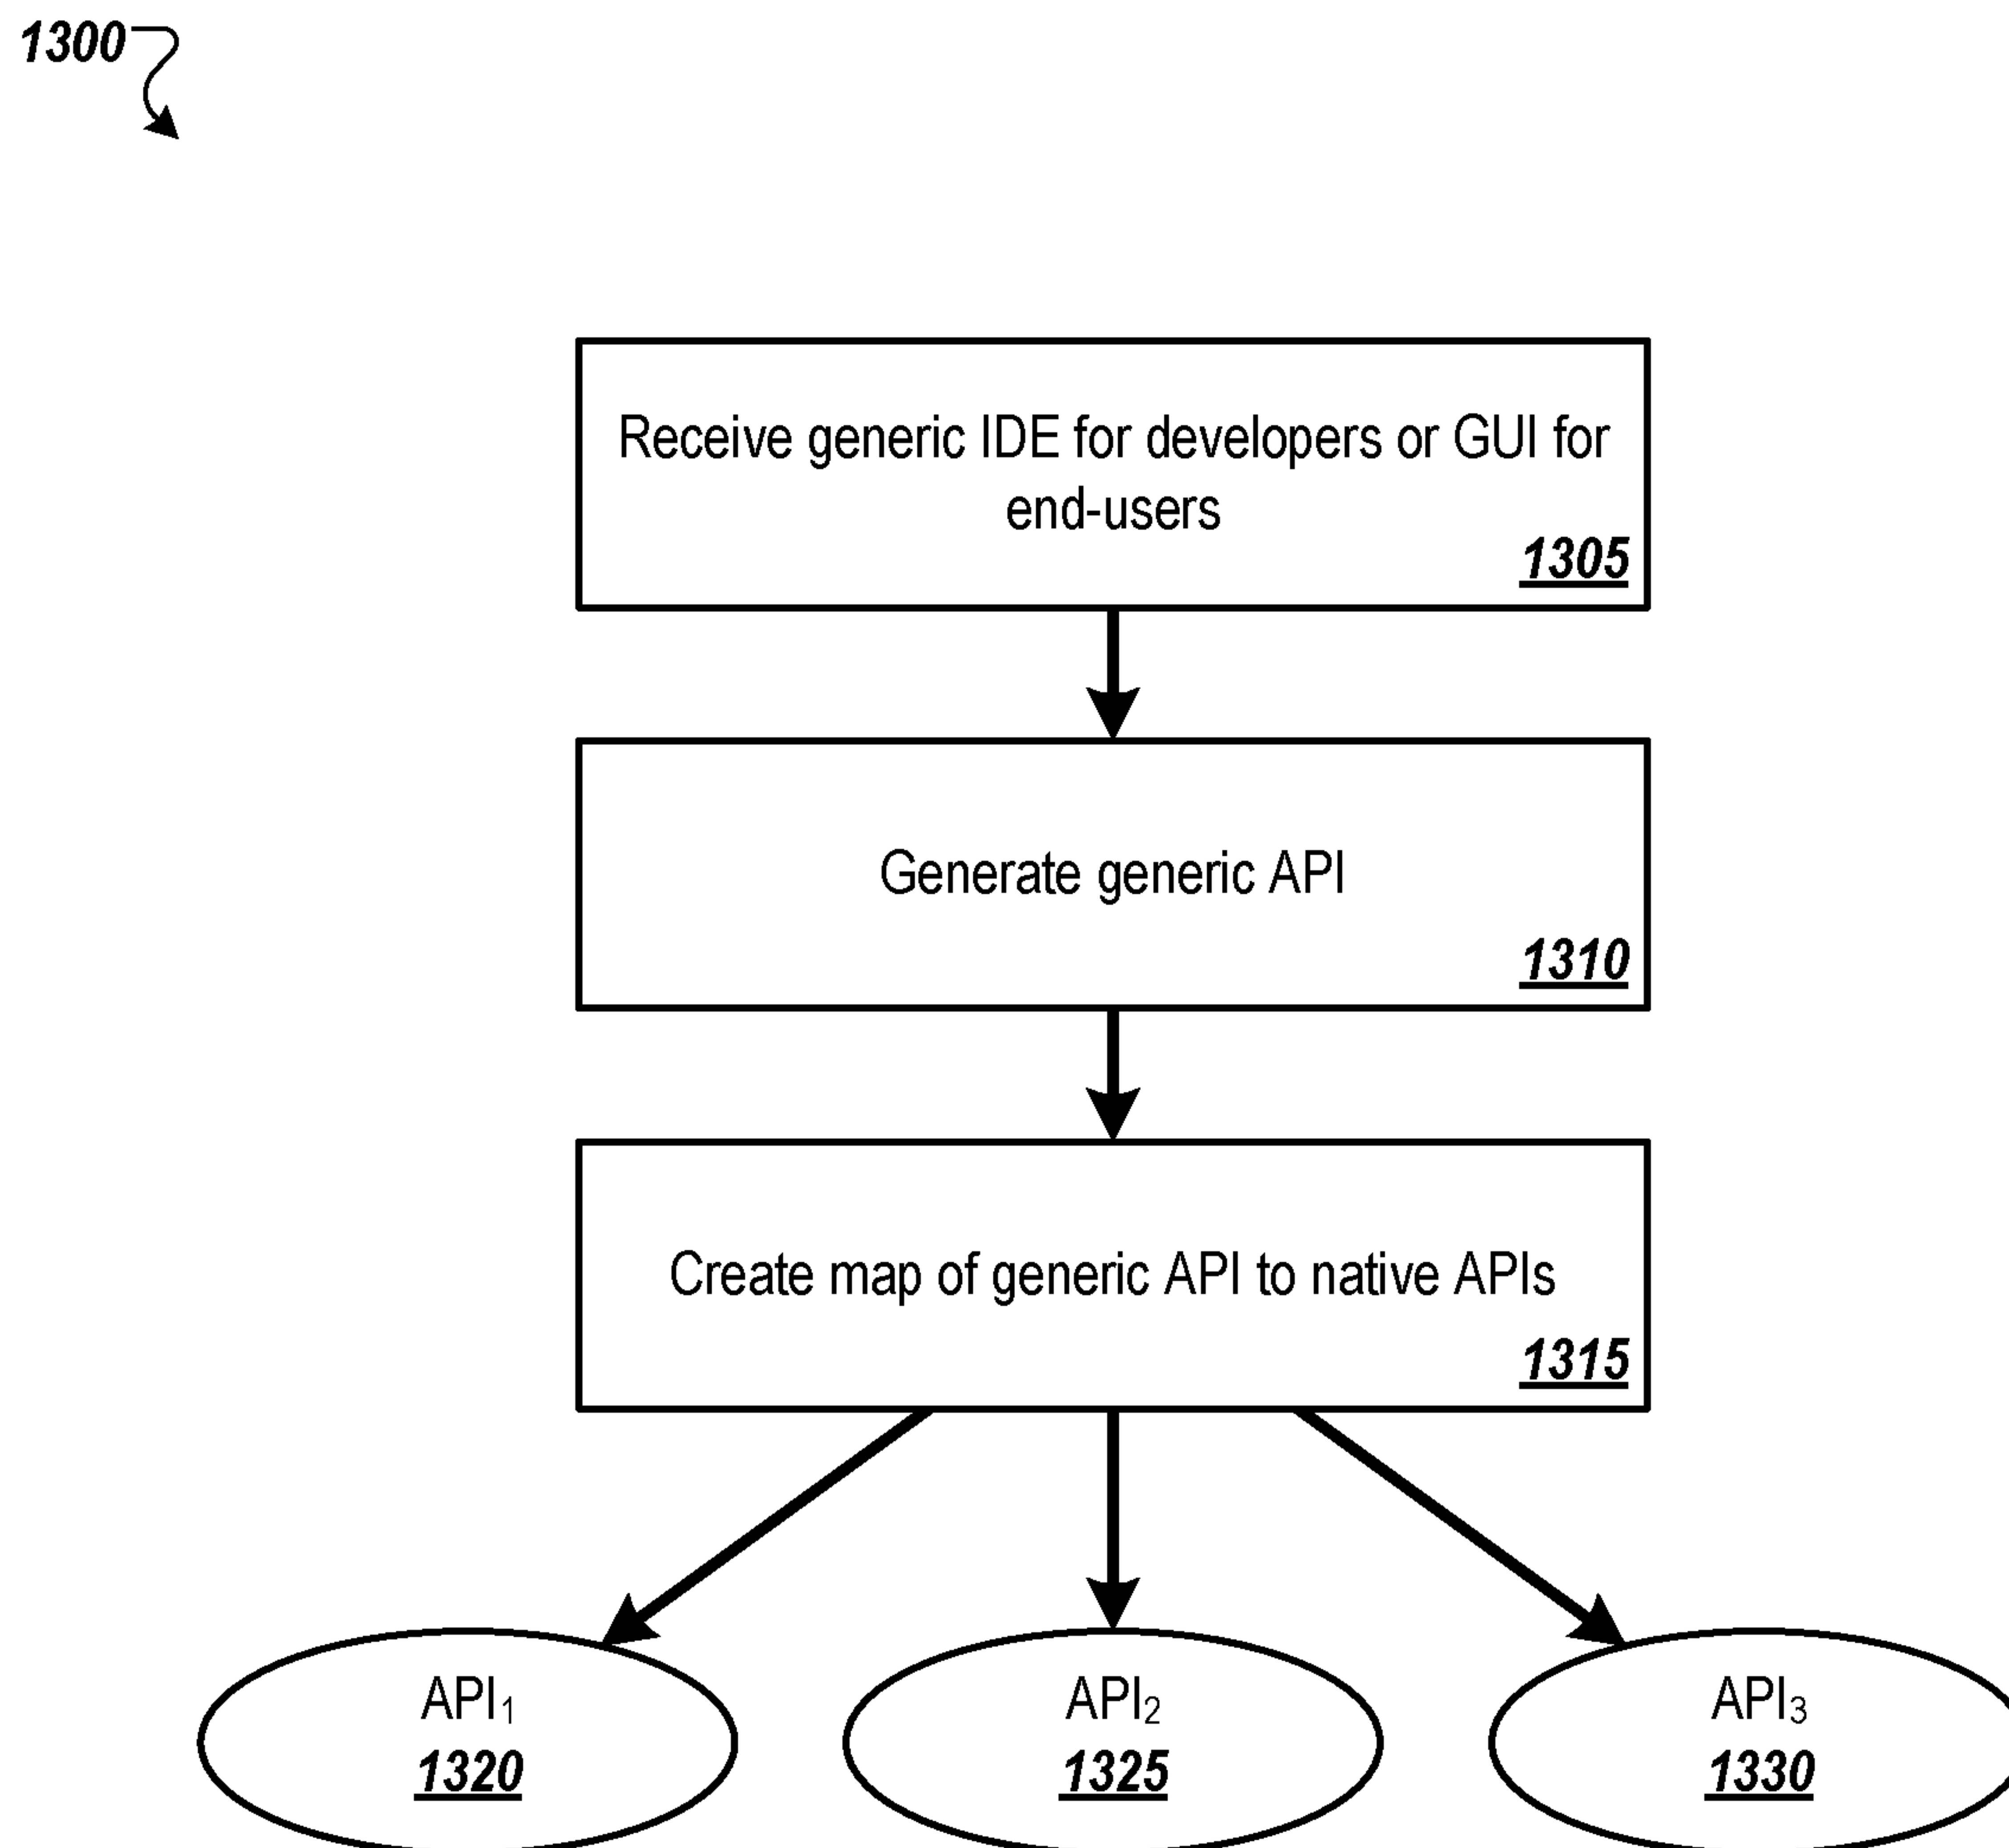 1300
Receive generic IDE for developers or GUI for
end-users
1305
Generate generic API
1310
Create map of generic API to native APIs
1315
API₁
1320
API₂
1325
API₃
1330